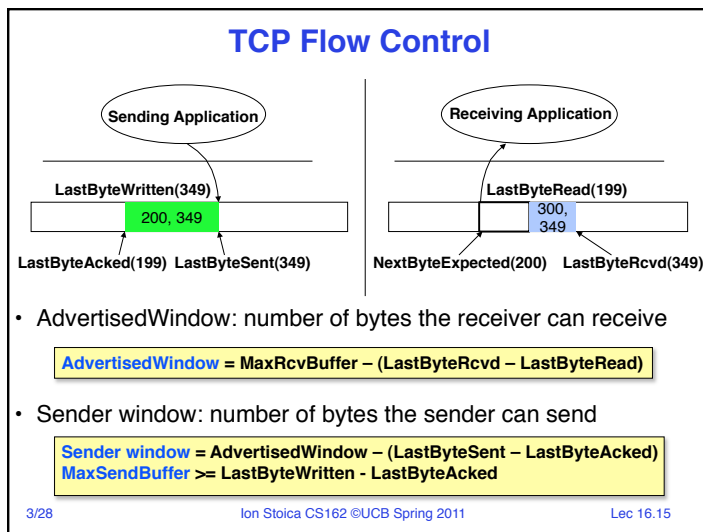 TCP Flow Control
Sending Application
Receiving Application
LastByteWritten(349)
LastByteRead(199)
200, 349
300,
349
LastByteAcked(199) LastByteSent(349)
NextByteExpected(200) LastByteRcvd(349)
• AdvertisedWindow: number of bytes the receiver can receive
AdvertisedWindow = MaxRcvBuffer – (LastByteRcvd – LastByteRead)
• Sender window: number of bytes the sender can send
Sender window = AdvertisedWindow – (LastByteSent – LastByteAcked)
MaxSendBuffer >= LastByteWritten - LastByteAcked
3/28 Ion Stoica CS162 ©UCB Spring 2011 Lec 16.15